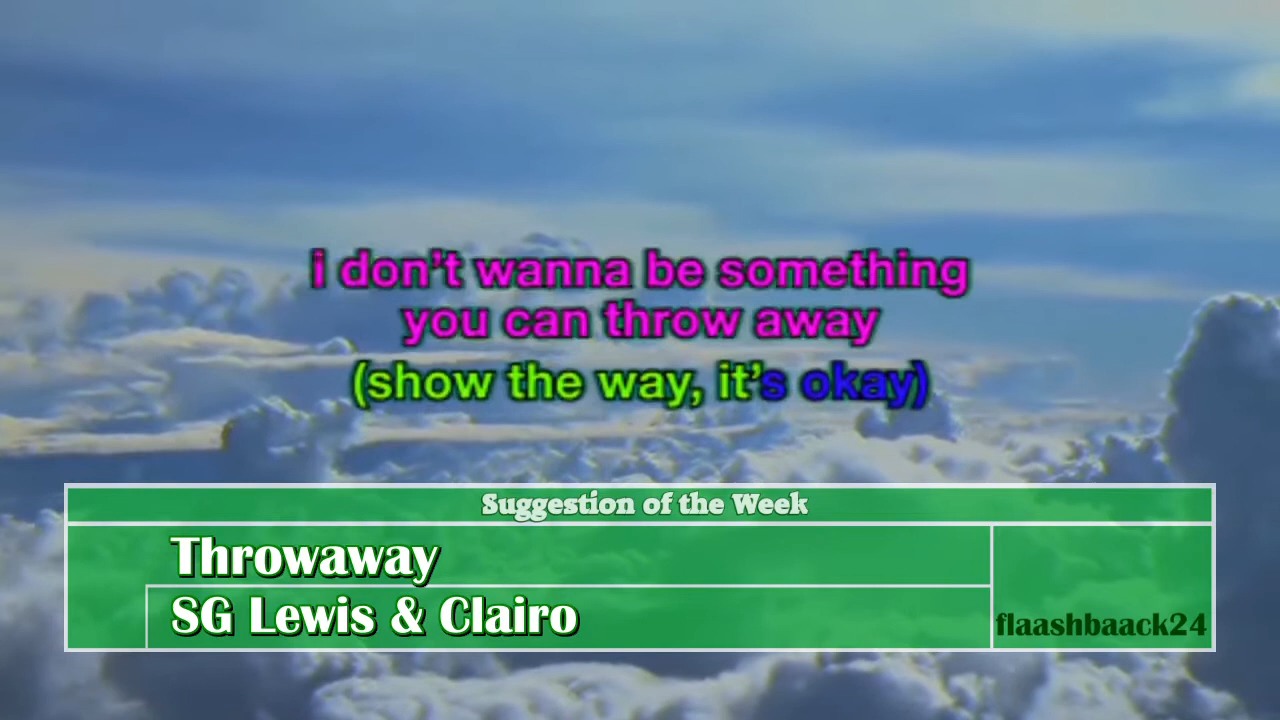 i don’t wanna be something
you can throw away
(show the way, it’s okay)
Suggestion of the Week
Throwaway
SG Lewis & Clairo
flaashbaack24